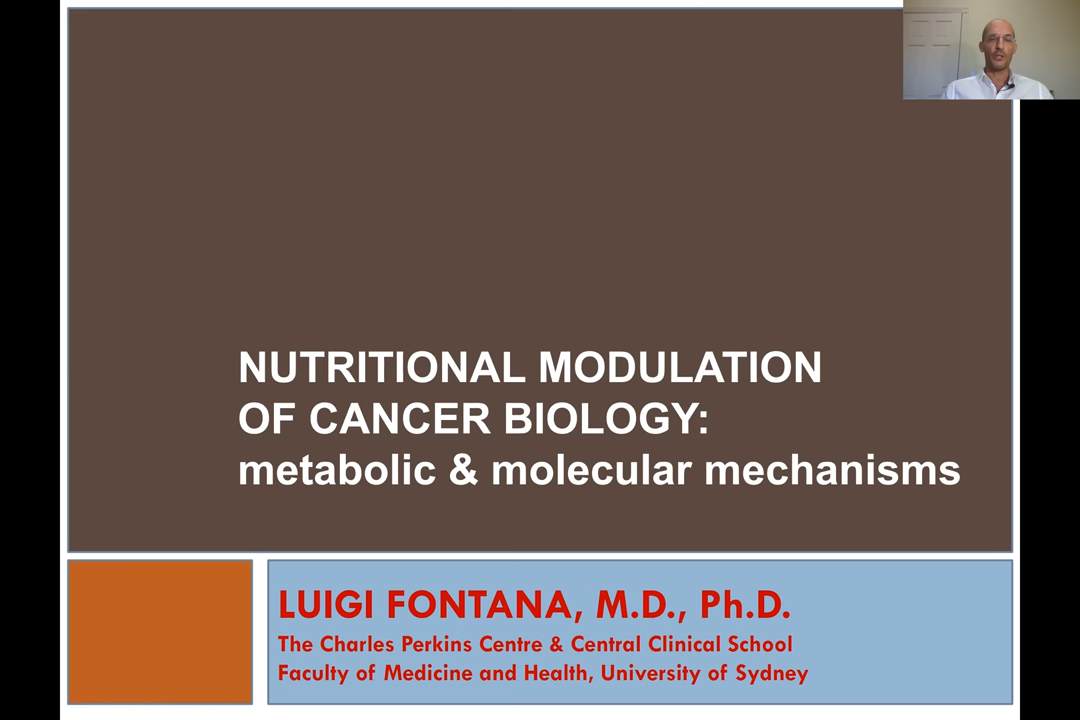 NUTRITIONAL MODULATION
OF CANCER BIOLOGY:
metabolic & molecular mechanisms
LUIGI FONTANA, M.D., Ph.D.
The Charles Perkins Centre & Central Clinical School
Faculty of Medicine and Health, University of Sydney